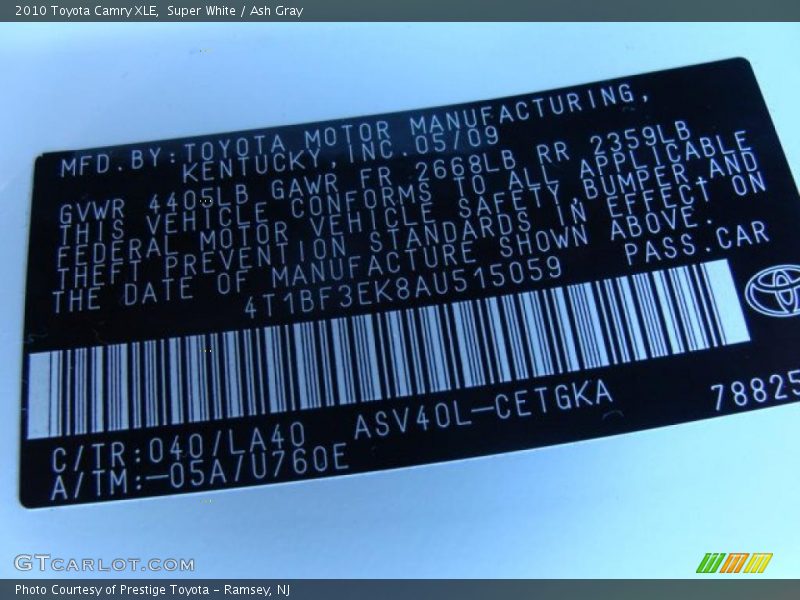 2010 Toyota Camry XLE,  Super White / Ash Gray
MFD.BY:TOYOTA MOTOR MANUFACTURING,
KENTUCKY,INC.05/09
GVWR 4405LB GAWR FR 2668LB RR 2359LB
THIS VEHICLE CONFORMS TO ALL APPLICABLE
FEDERAL MOTOR VEHICLE SAFETY,BUMPER,AND
THEFT PREVENTION STANDARDS IN EFFECT ON
THE DATE OF MANUFACTURE SHOWN ABOVE.
4T1BF3EK8AU515059 PASS.CAR
C/TR:040/LA40 ASV40L-CETGKA 78825
A/TM:-05A/U760E
GTCARLOT.COM
Photo Courtesy of Prestige Toyota - Ramsey, NJ